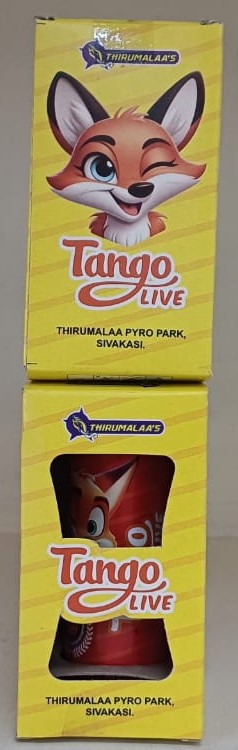 THIRUMALAA'S
Tango
LIVE
THIRUMALAA PYRO PARK,
SIVAKASI.
THIRUMALAA'S
Tango
LIVE
THIRUMALAA PYRO PARK,
SIVAKASI.